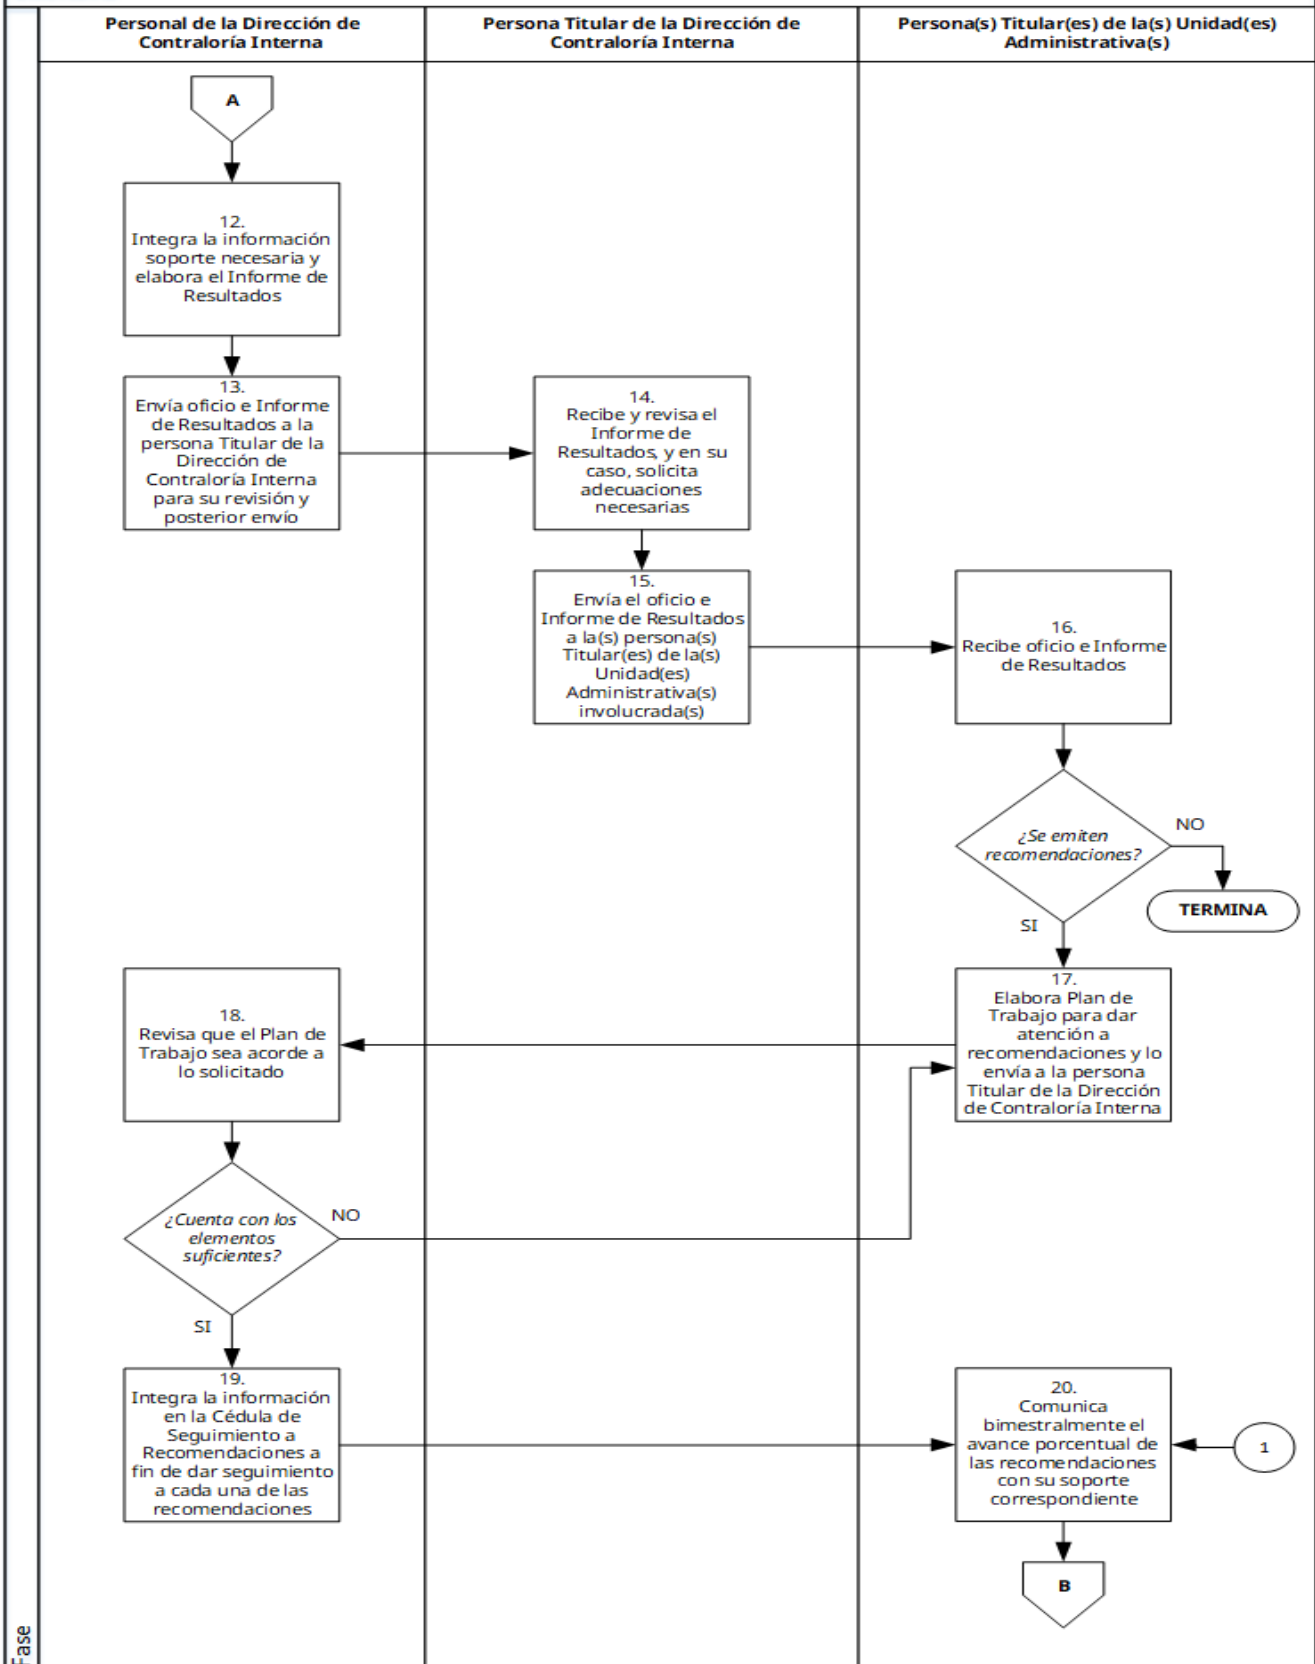 Personal de la Dirección de
Contraloría Interna
Persona Titular de la Dirección de
Contraloría Interna
Persona(s) Titular(es) de la(s) Unidad(es)
Administrativa(s)
A
12.
Integra la información
soporte necesaria y
elabora el Informe de
Resultados
13.
Envía oficio e Informe
de Resultados a la
persona Titular de la
Dirección de
Contraloría Interna
para su revisión y
posterior envío
14.
Recibe y revisa el
Informe de
Resultados, y en su
caso, solicita
adecuaciones
necesarias
15.
Envía el oficio e
Informe de Resultados
a la(s) persona(s)
Titular(es) de la(s)
Unidad(es)
Administrativa(s)
involucrada(s)
16.
Recibe oficio e Informe
de Resultados
¿Se emiten
recomendaciones?
NO
TERMINA
SI
17.
Elabora Plan de
Trabajo para dar
atención a
recomendaciones y lo
envía a la persona
Titular de la Dirección
de Contraloría Interna
18.
Revisa que el Plan de
Trabajo sea acorde a
lo solicitado
¿Cuenta con los
elementos
suficientes?
NO
SI
19.
Integra la información
en la Cédula de
Seguimiento a
Recomendaciones a
fin de dar seguimiento
a cada una de las
recomendaciones
20.
Comunica
bimestralmente el
avance porcentual de
las recomendaciones
con su soporte
correspondiente
1
B
Fase